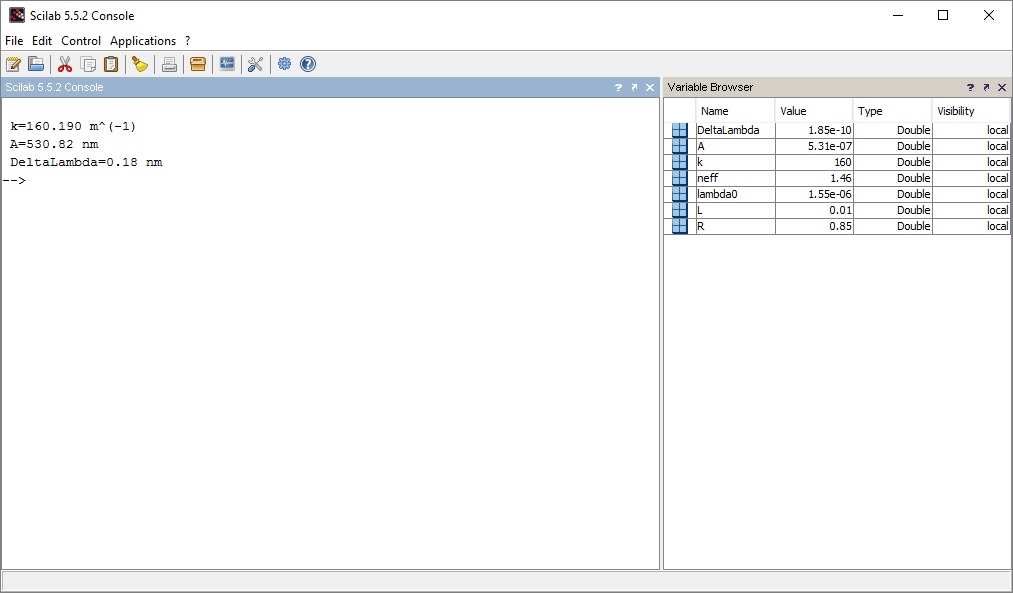 Scilab 5.5.2 Console
File Edit Control Applications ?
Scilab 5.5.2 Console ?
k=160.190 m^(-1)
A=530.82 nm
DeltaLambda=0.18 nm
-->
Variable Browser ?
Name Value Type Visibility
DeltaLambda 1.85e-10 Double local
A 5.31e-07 Double local
k 160 Double local
neff 1.46 Double local
lambda0 1.55e-06 Double local
L 0.01 Double local
R 0.85 Double local